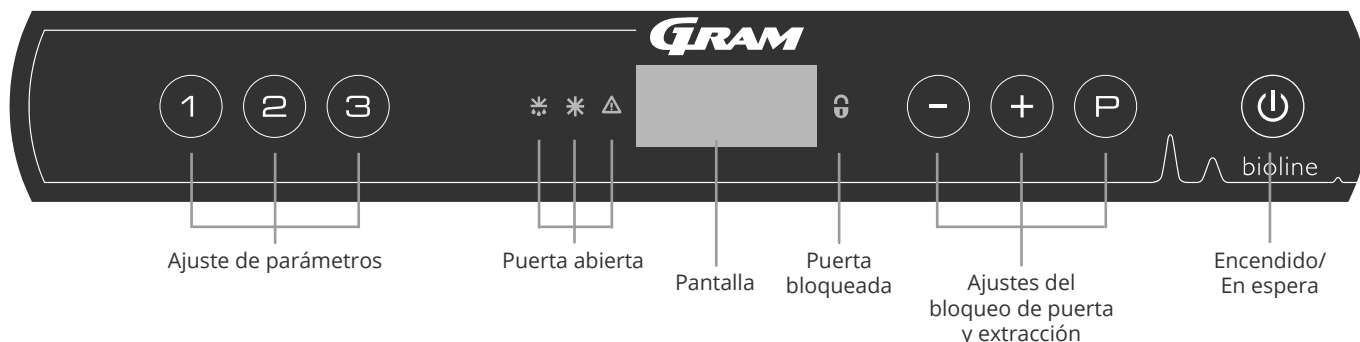 GRAM
1 2 3 - + P
bioline
Ajuste de parámetros
Puerta abierta
Pantalla
Puerta
bloqueada
Ajustes del
bloqueo de puerta
y extracción
Encendido/
En espera